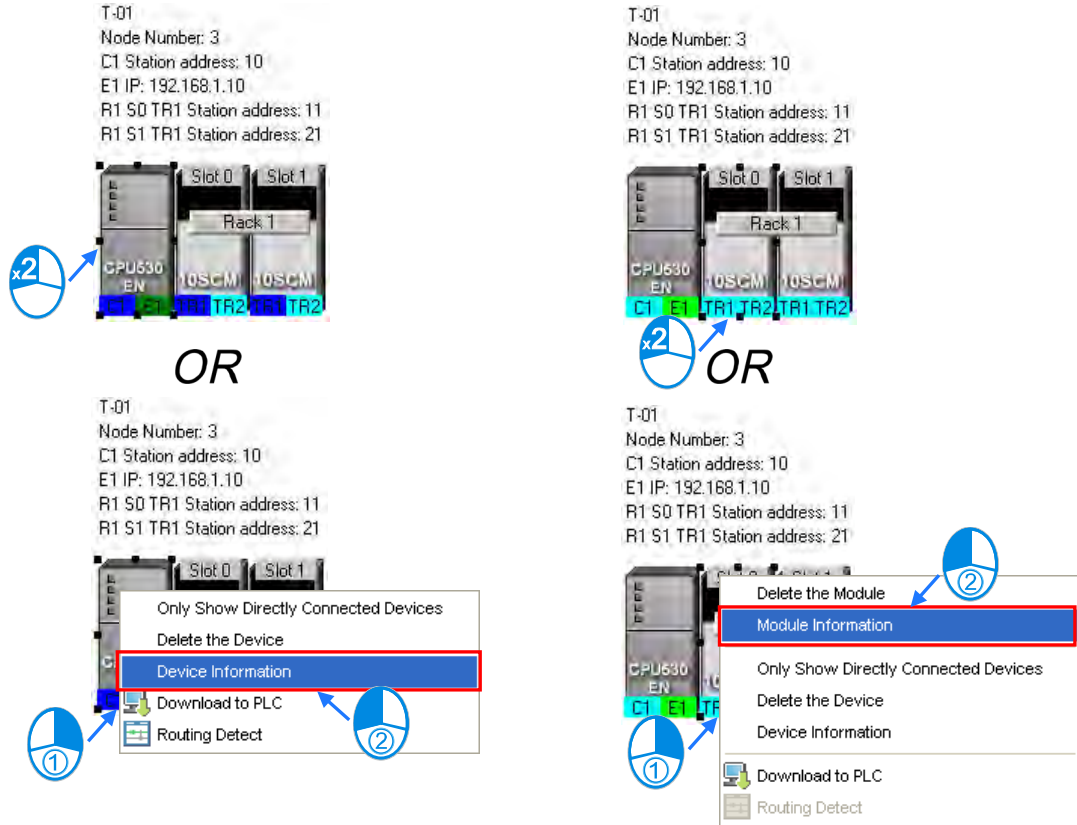 T-01
Node Number: 3
C1 Station address: 10
E1 IP: 192.168.1.10
R1 S0 TR1 Station address: 11
R1 S1 TR1 Station address: 21
Slot 0 Slot 1
Rack 1
CPU530
EN
10SCM 10SCM
C1 E1 TR1 TR2 TR1 TR2
x2
OR
T-01
Node Number: 3
C1 Station address: 10
E1 IP: 192.168.1.10
R1 S0 TR1 Station address: 11
R1 S1 TR1 Station address: 21
Slot 0 Slot 1
Only Show Directly Connected Devices
Delete the Device
Device Information
Download to PLC
Routing Detect
①
②
T-01
Node Number: 3
C1 Station address: 10
E1 IP: 192.168.1.10
R1 S0 TR1 Station address: 11
R1 S1 TR1 Station address: 21
Slot 0 Slot 1
Rack 1
CPU530
EN
10SCM 10SCM
C1 E1 TR1 TR2 TR1 TR2
x2
OR
T-01
Node Number: 3
C1 Station address: 10
E1 IP: 192.168.1.10
R1 S0 TR1 Station address: 11
R1 S1 TR1 Station address: 21
CPU530
EN
C1 E1
Delete the Module
Module Information
Only Show Directly Connected Devices
Delete the Device
Device Information
Download to PLC
Routing Detect
①
②